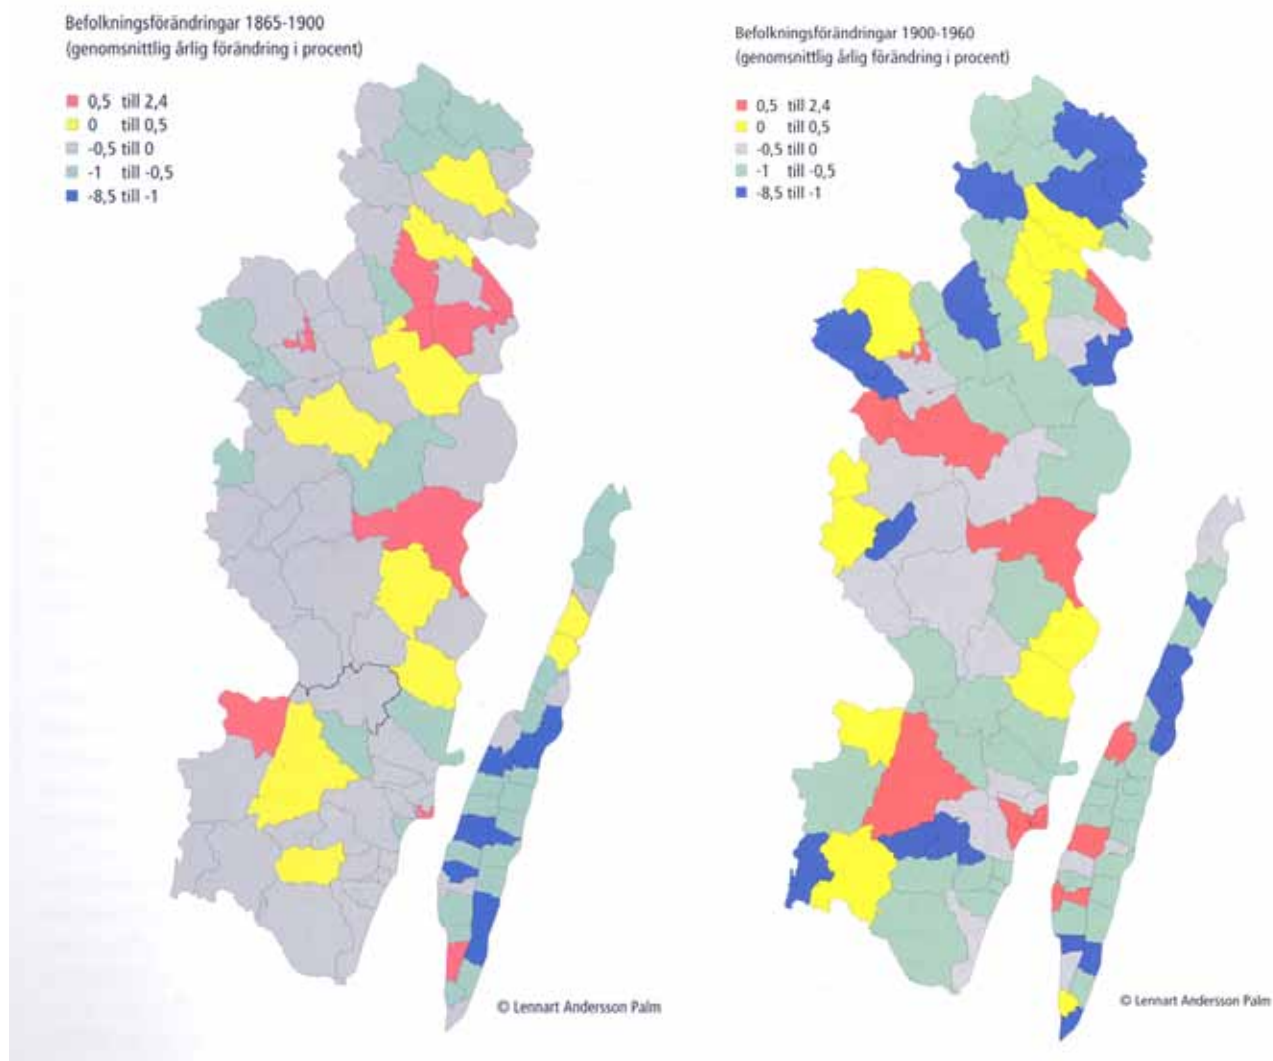 Befolkningsförändringar 1865-1900
(genomsnittlig årlig förändring i procent)
0,5 till 2,4
0 till 0,5
-0,5 till 0
-1 till -0,5
-8,5 till -1
© Lennart Andersson Palm
Befolkningsförändringar 1900-1960
(genomsnittlig årlig förändring i procent)
0,5 till 2,4
0 till 0,5
-0,5 till 0
-1 till -0,5
-8,5 till -1
© Lennart Andersson Palm